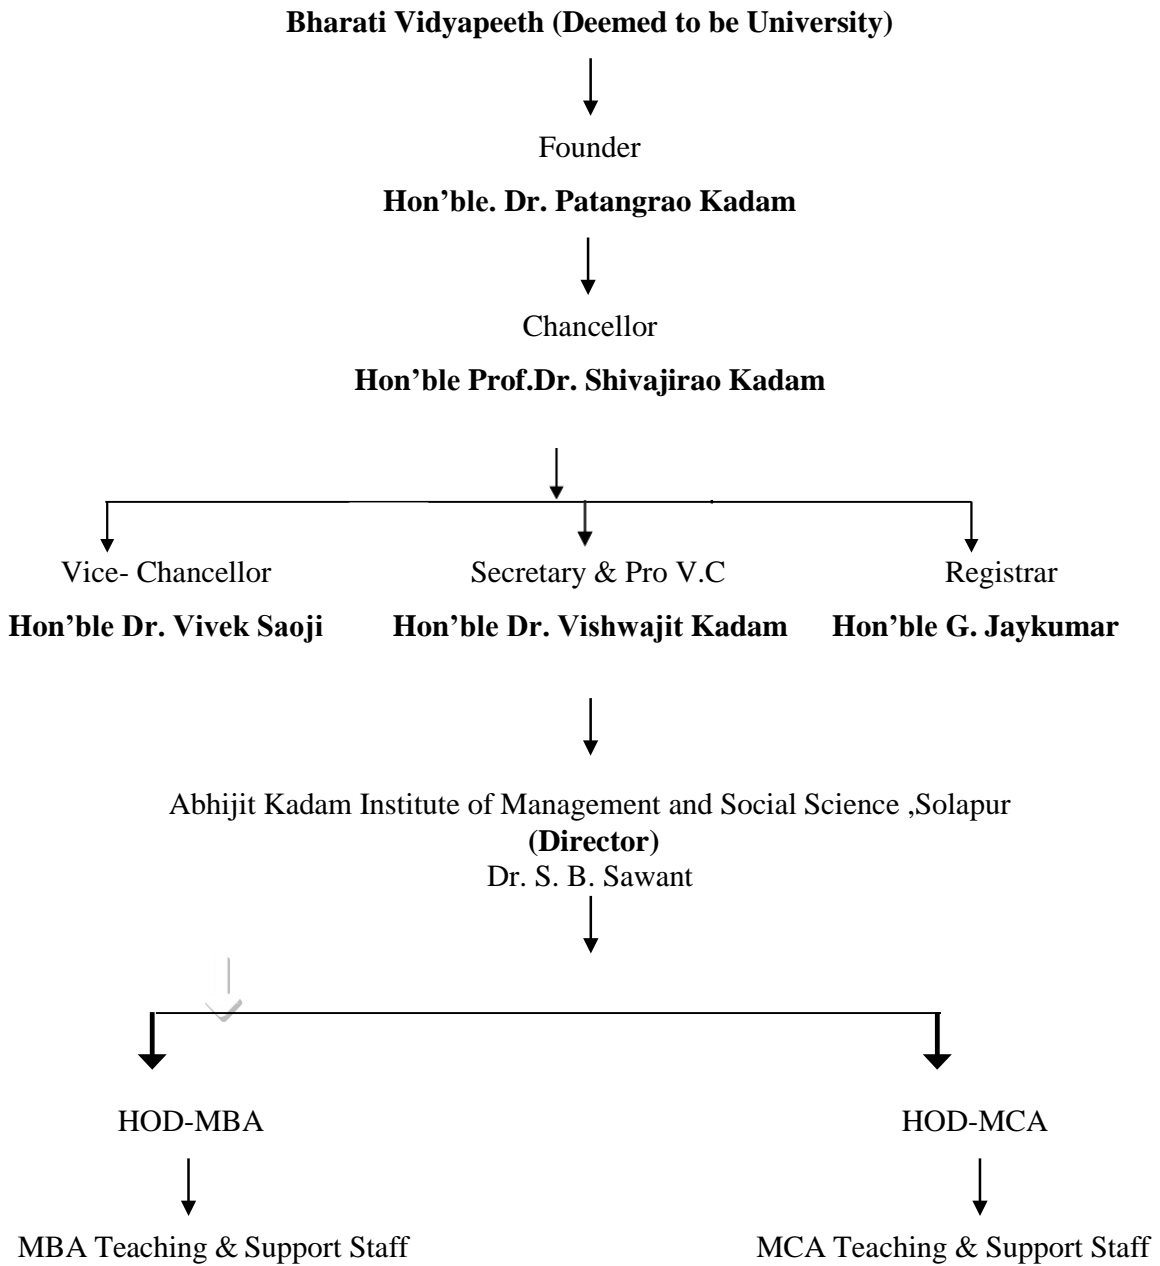 Bharati Vidyapeeth (Deemed to be University)
Founder
Hon’ble. Dr. Patangrao Kadam
Chancellor
Hon’ble Prof.Dr. Shivajirao Kadam
Vice- Chancellor
Secretary & Pro V.C
Registrar
Hon’ble Dr. Vivek Saoji
Hon’ble Dr. Vishwajit Kadam
Hon’ble G. Jaykumar
Abhijit Kadam Institute of Management and Social Science ,Solapur
(Director)
Dr. S. B. Sawant
HOD-MBA
HOD-MCA
MBA Teaching & Support Staff
MCA Teaching & Support Staff